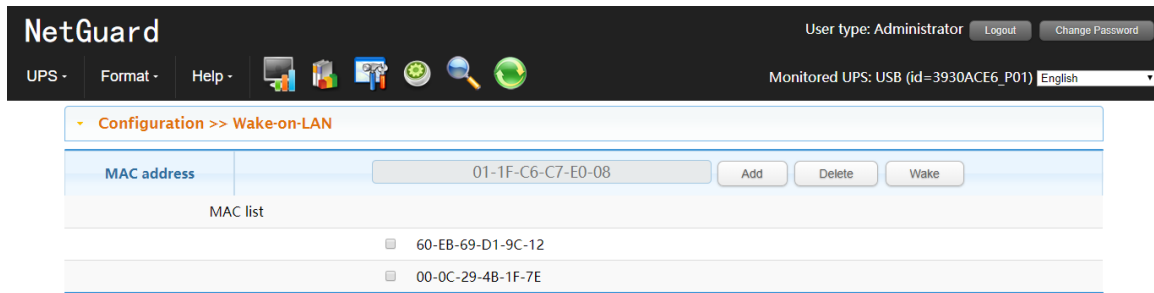 NetGuard
User type: Administrator Logout Change Password
UPS - Format - Help -
Monitored UPS: USB (id=3930ACE6_P01) English
Configuration >> Wake-on-LAN
MAC address 01-1F-C6-C7-E0-08 Add Delete Wake
MAC list
60-EB-69-D1-9C-12
00-0C-29-4B-1F-7E